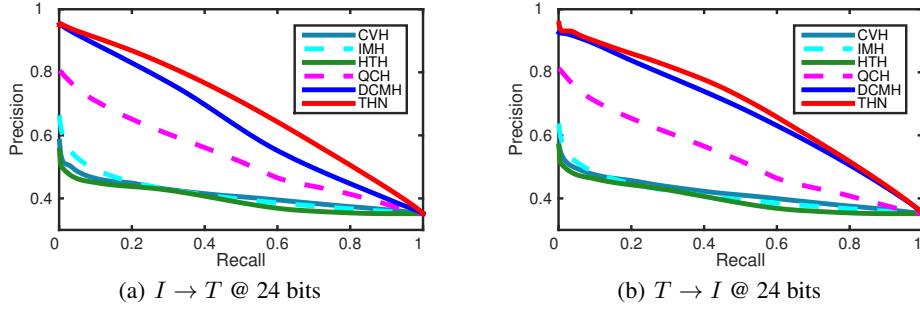 0.8
0.6
0.4
Precision
0 0.2 0.4 0.6 0.8 1
Recall
CVH
IMH
HTH
QCH
DCMH
THN
(a) I → T @ 24 bits
0.8
0.6
0.4
Precision
0 0.2 0.4 0.6 0.8 1
Recall
CVH
IMH
HTH
QCH
DCMH
THN
(b) T → I @ 24 bits